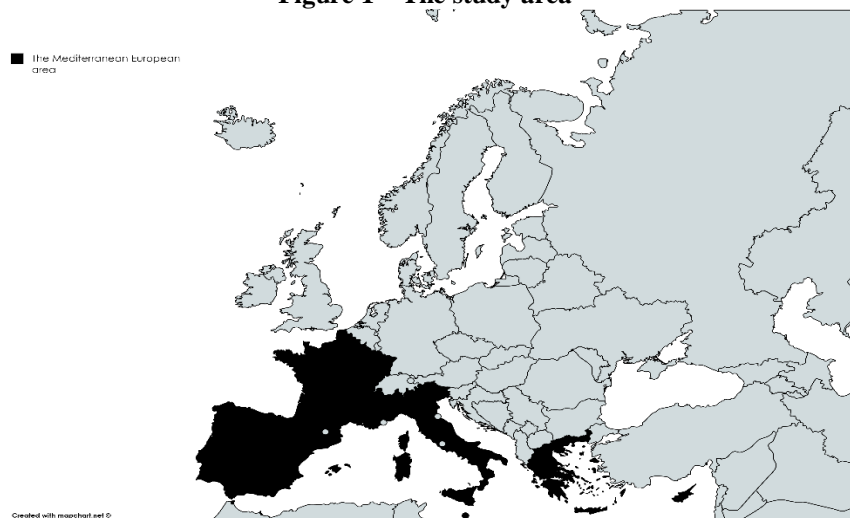 Figure 1 – The study area
The Mediterranean European
area
Created with mapchart.net ©